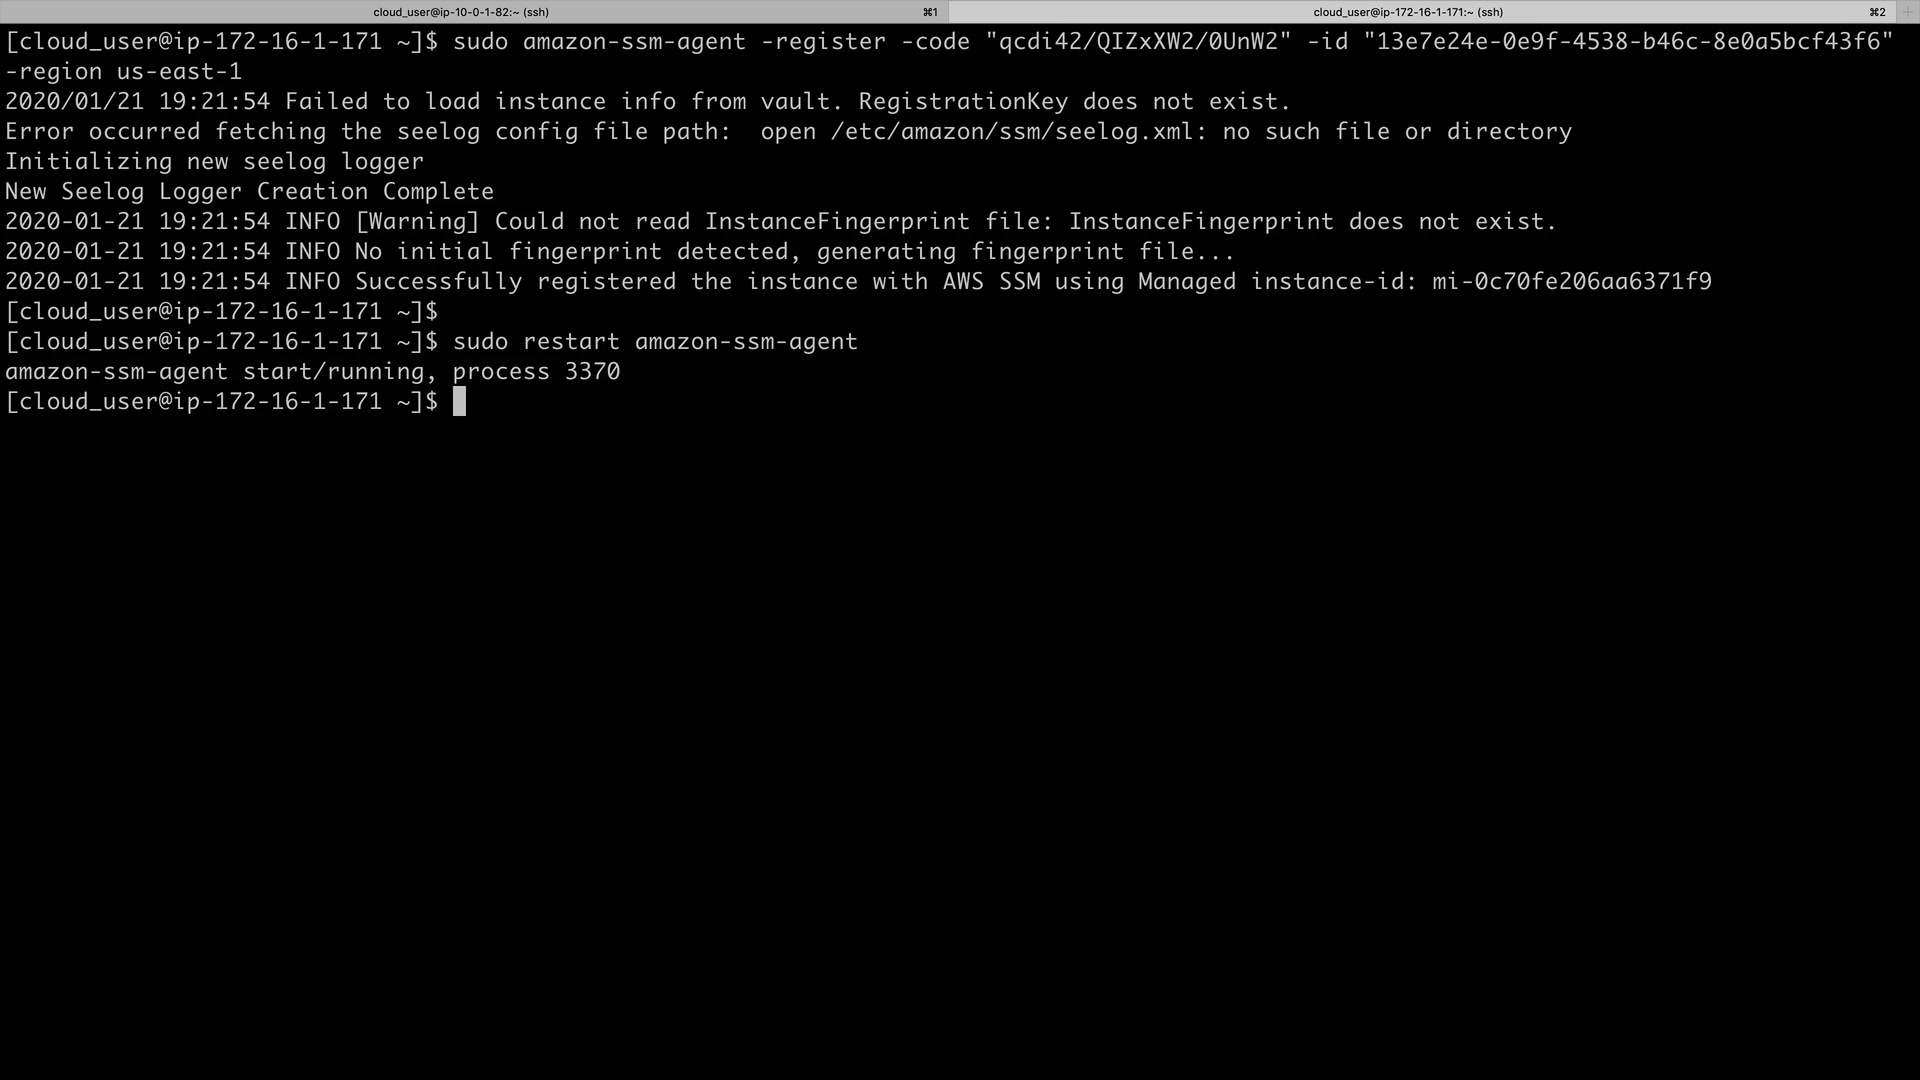 cloud_user@ip-10-0-1-82:~ (ssh) ⌘1 cloud_user@ip-172-16-1-171:~ (ssh) ⌘2 +
[cloud_user@ip-172-16-1-171 ~]$ sudo amazon-ssm-agent -register -code "qcdi42/QIZxXW2/0UnW2" -id "13e7e24e-0e9f-4538-b46c-8e0a5bcf43f6"
-region us-east-1
2020/01/21 19:21:54 Failed to load instance info from vault. RegistrationKey does not exist.
Error occurred fetching the seelog config file path:  open /etc/amazon/ssm/seelog.xml: no such file or directory
Initializing new seelog logger
New Seelog Logger Creation Complete
2020-01-21 19:21:54 INFO [Warning] Could not read InstanceFingerprint file: InstanceFingerprint does not exist.
2020-01-21 19:21:54 INFO No initial fingerprint detected, generating fingerprint file...
2020-01-21 19:21:54 INFO Successfully registered the instance with AWS SSM using Managed instance-id: mi-0c70fe206aa6371f9
[cloud_user@ip-172-16-1-171 ~]$
[cloud_user@ip-172-16-1-171 ~]$ sudo restart amazon-ssm-agent
amazon-ssm-agent start/running, process 3370
[cloud_user@ip-172-16-1-171 ~]$